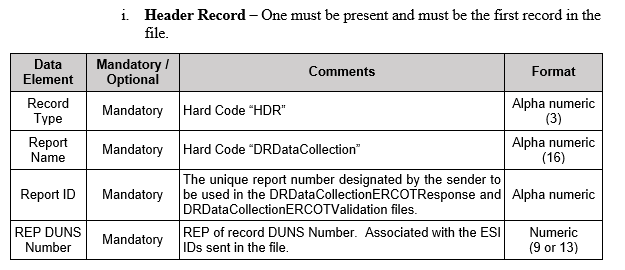 i. Header Record – One must be present and must be the first record in the
file.
Data
Element
Mandatory /
Optional
Comments
Format
Record
Type
Mandatory
Hard Code “HDR”
Alpha numeric
(3)
Report
Name
Mandatory
Hard Code “DRDataCollection”
Alpha numeric
(16)
Report ID
Mandatory
The unique report number designated by the sender to
be used in the DRDataCollectionERCOTResponse and
DRDataCollectionERCOTValidation files.
Alpha numeric
REP DUNS
Number
Mandatory
REP of record DUNS Number. Associated with the ESI
IDs sent in the file.
Numeric
(9 or 13)